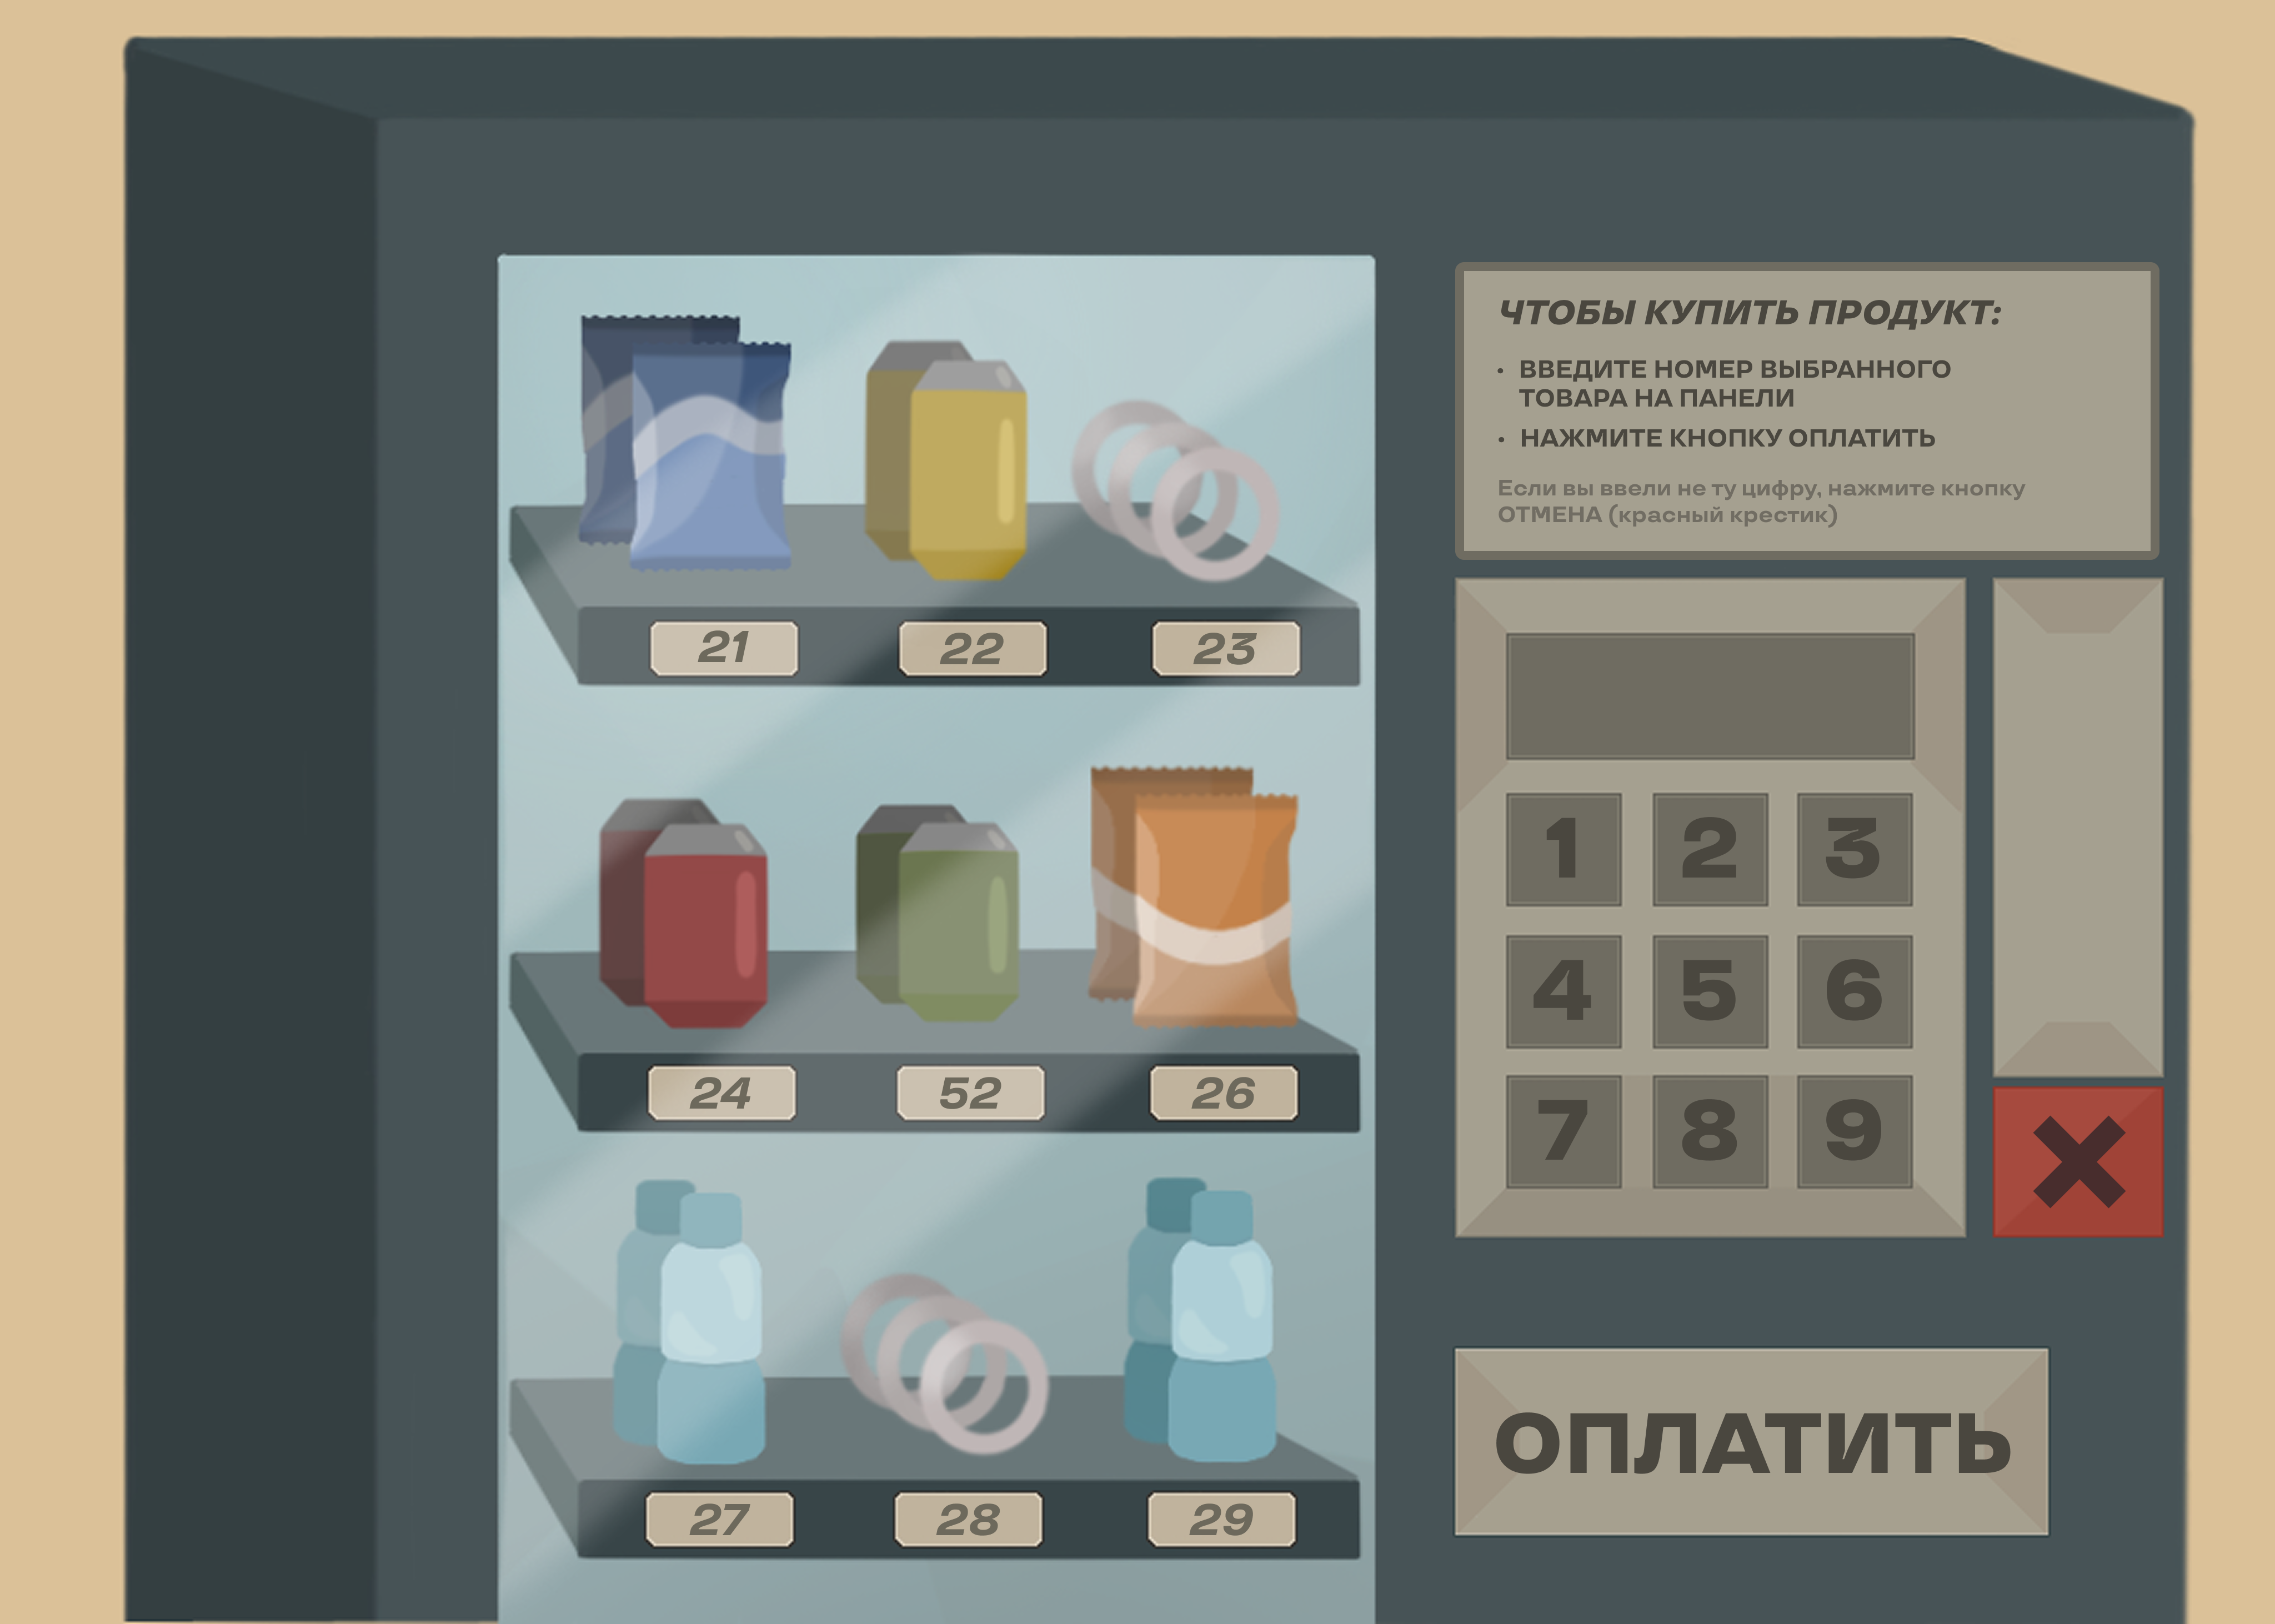 ЧТОБЫ КУПИТЬ ПРОДУКТ:
• ВВЕДИТЕ НОМЕР ВЫБРАННОГО
ТОВАРА НА ПАНЕЛИ
• НАЖМИТЕ КНОПКУ ОПЛАТИТЬ
Если вы ввели не ту цифру, нажмите кнопку
ОТМЕНА (красный крестик)
21 22 23
24 52 26
27 28 29
1 2 3
4 5 6
7 8 9
ОПЛАТИТЬ